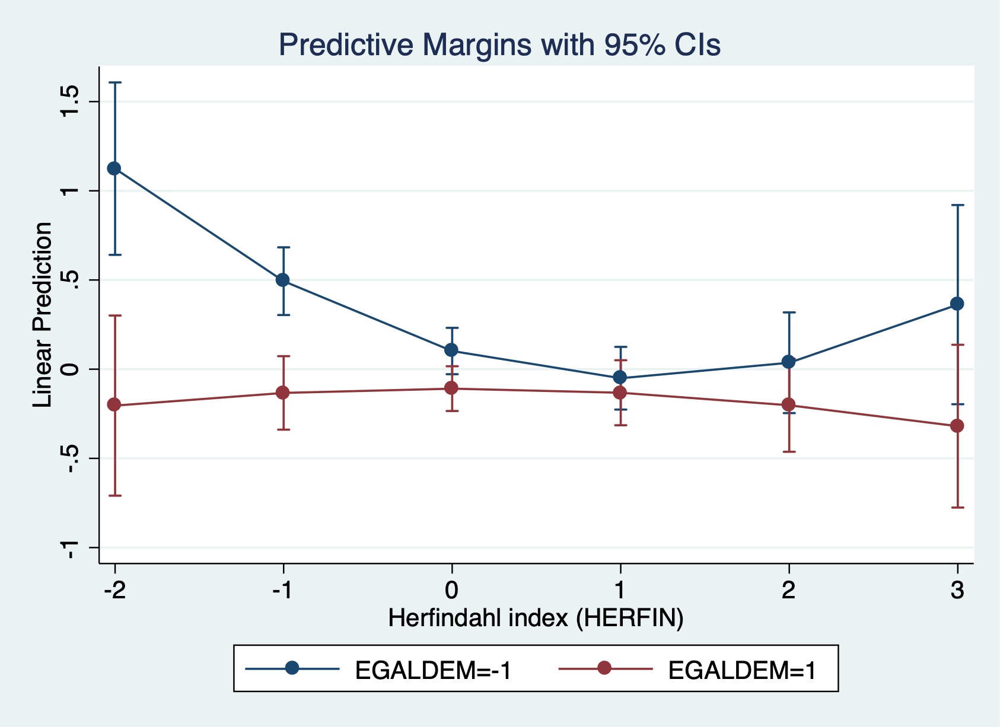 Predictive Margins with 95% CIs
Linear Prediction
1.5
1
.5
0
-.5
-1
-2 -1 0 1 2 3
Herfindahl index (HERFIN)
EGALDEM=-1 EGALDEM=1